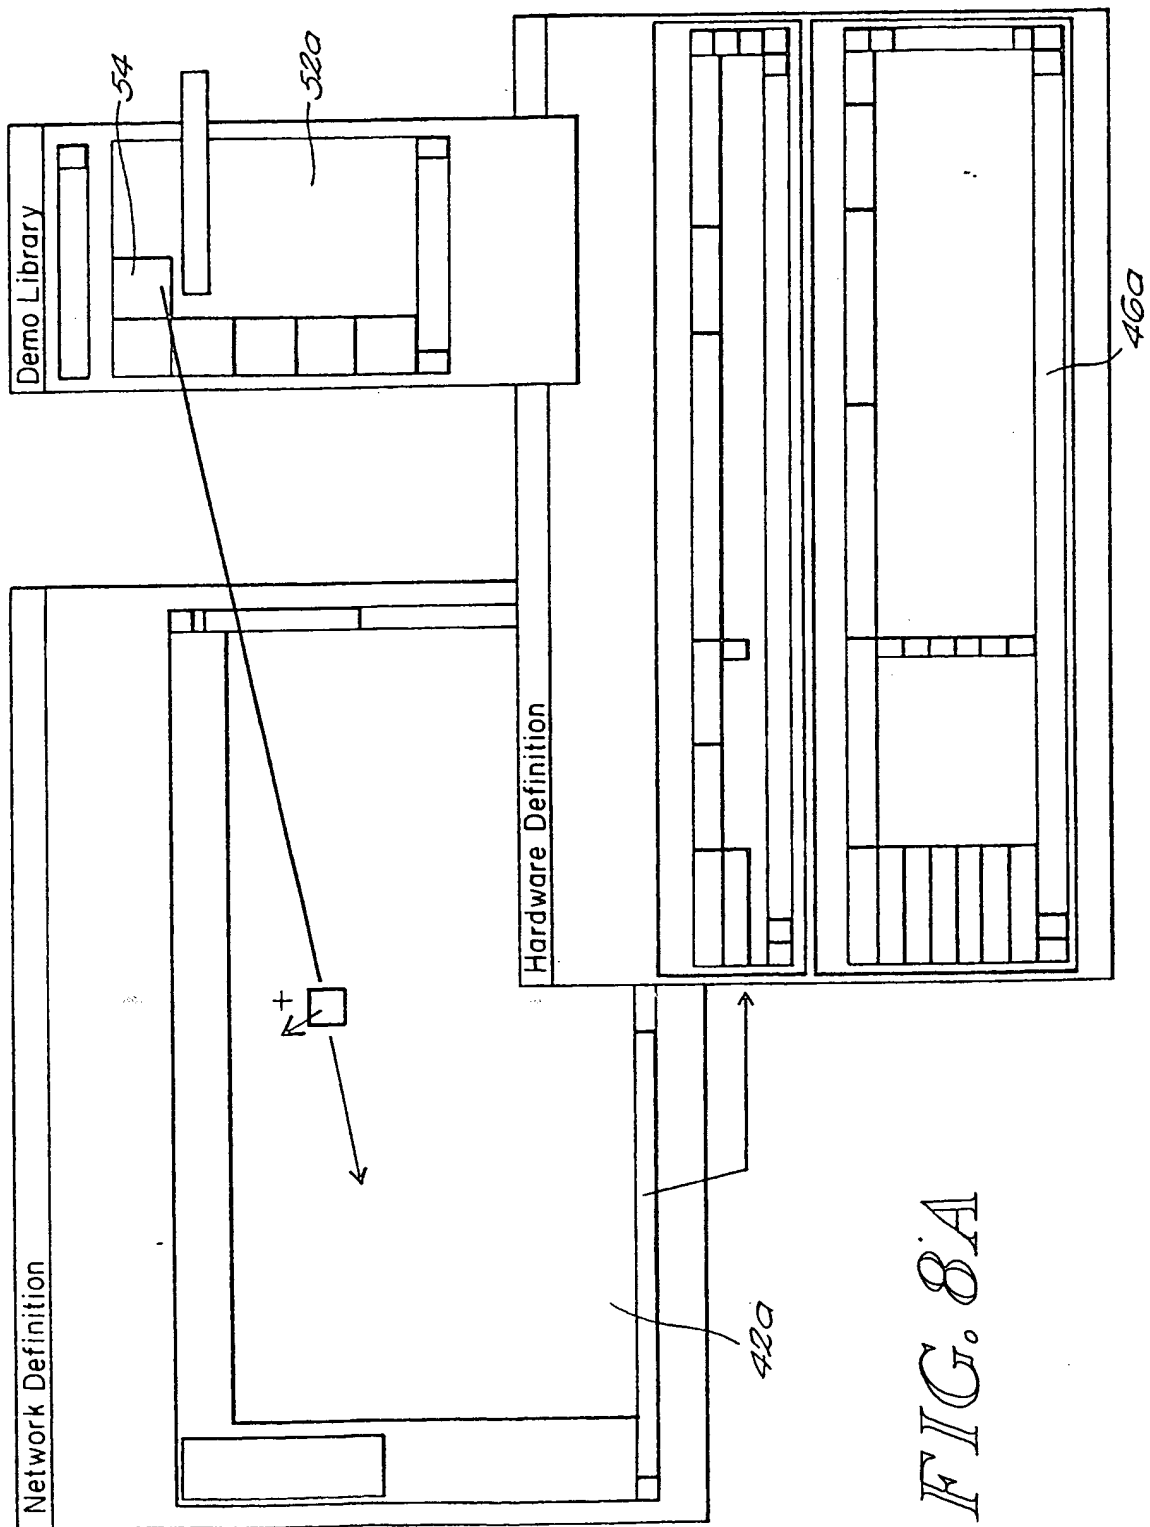 Network Definition
Demo Library
54
52a
Hardware Definition
42a
46a
FIG. 8A